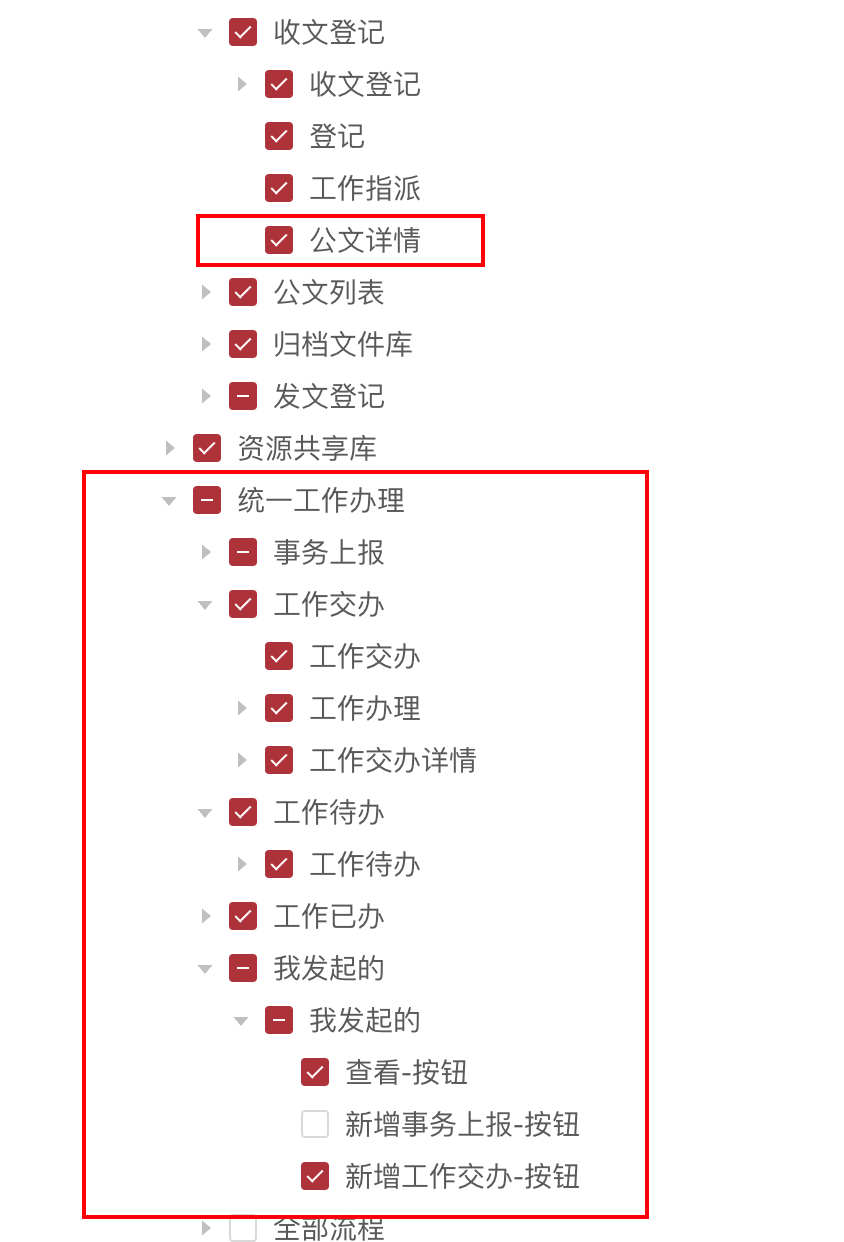 收文登记
收文登记
登记
工作指派
公文详情
公文列表
归档文件库
发文登记
资源共享库
统一工作办理
事务上报
工作交办
工作交办
工作办理
工作交办详情
工作待办
工作待办
工作已办
我发起的
我发起的
查看-按钮
新增事务上报-按钮
新增工作交办-按钮
全部流程